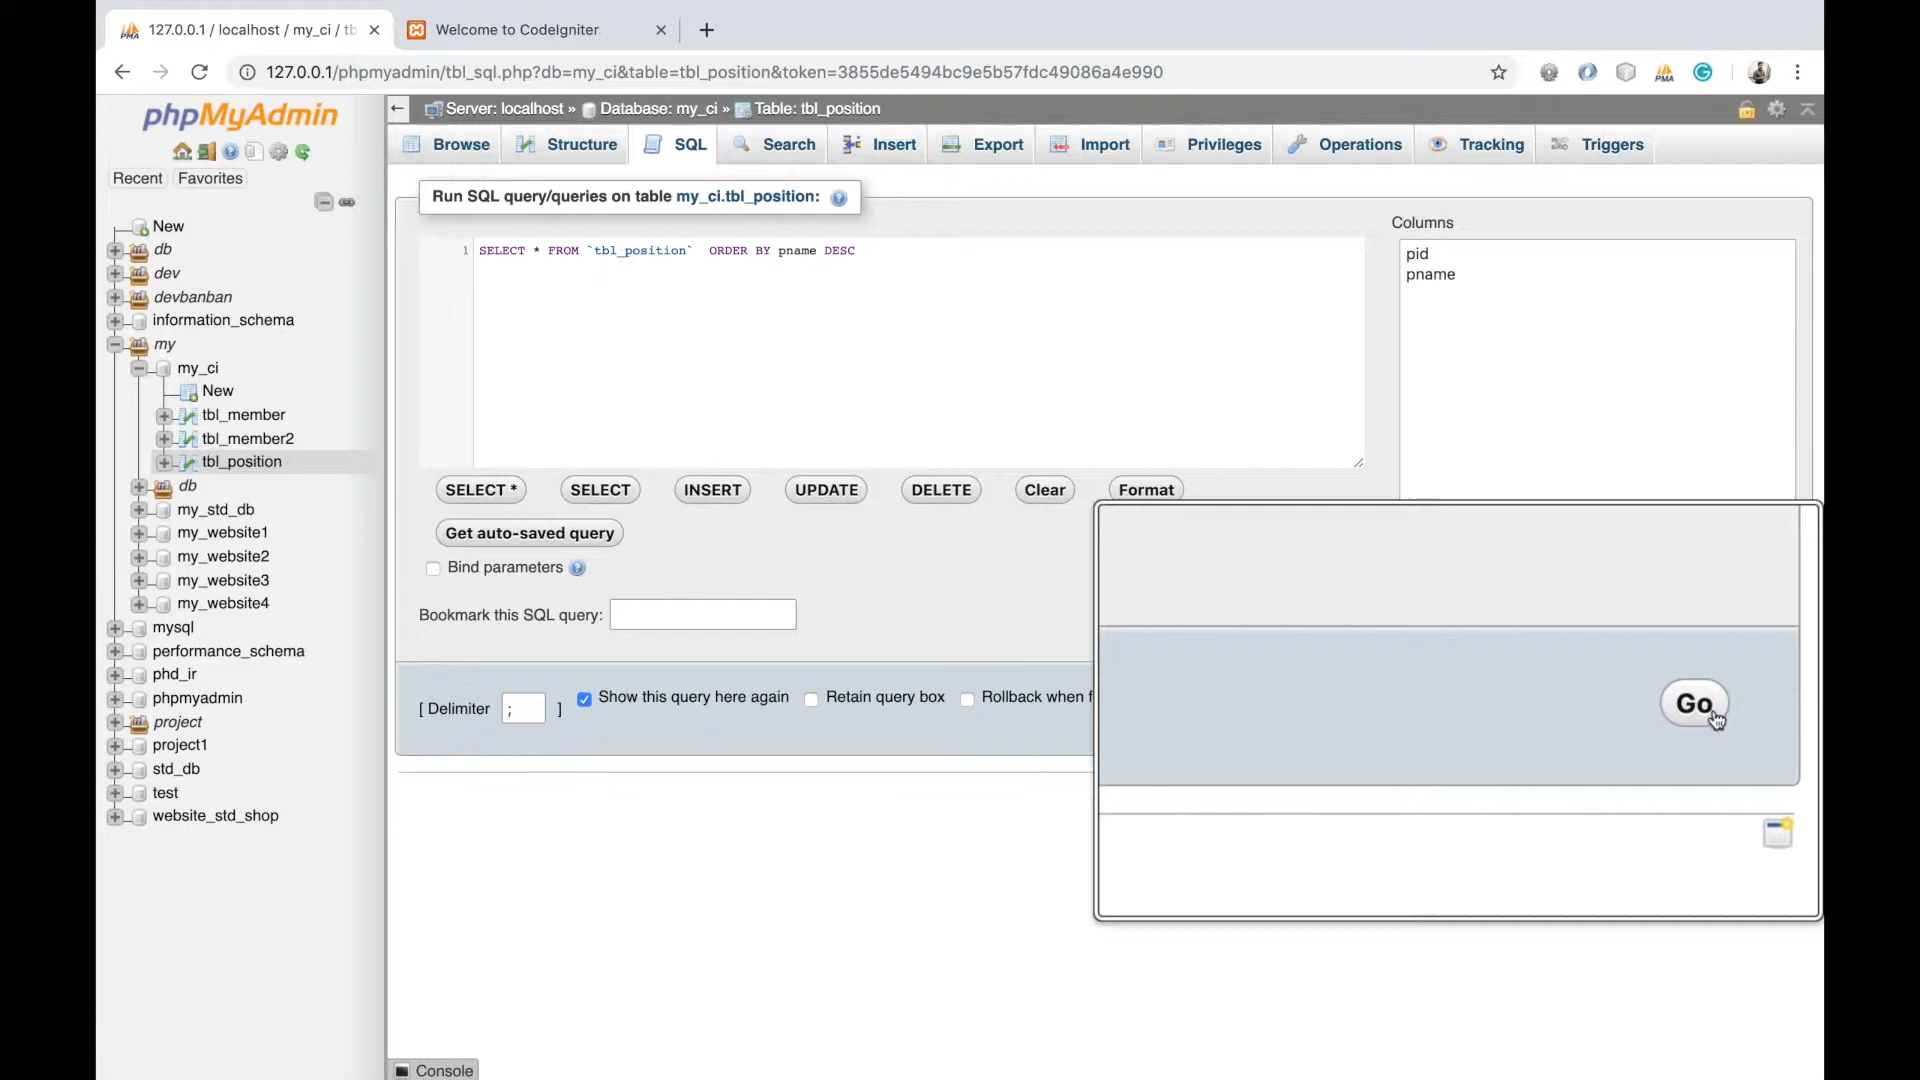 127.0.0.1 / localhost / my_ci / tb
Welcome to CodeIgniter
127.0.0.1/phpmyadmin/tbl_sql.php?db=my_ci&table=tbl_position&token=3855de5494bc9e5b57fdc49086a4e990
PMA
phpMyAdmin
Recent Favorites
New
db
dev
devbanban
information_schema
my
my_ci
New
tbl_member
tbl_member2
tbl_position
db
my_std_db
my_website1
my_website2
my_website3
my_website4
mysql
performance_schema
phd_ir
phpmyadmin
project
project1
std_db
test
website_std_shop
Server: localhost » Database: my_ci » Table: tbl_position
Browse Structure SQL Search Insert Export Import Privileges Operations Tracking Triggers
Run SQL query/queries on table my_ci.tbl_position:
1 SELECT * FROM `tbl_position` ORDER BY pname DESC
Columns
pid
pname
SELECT * SELECT INSERT UPDATE DELETE Clear Format
Get auto-saved query
Bind parameters
Bookmark this SQL query:
[ Delimiter ; ] Show this query here again Retain query box Rollback when f
Go
Console